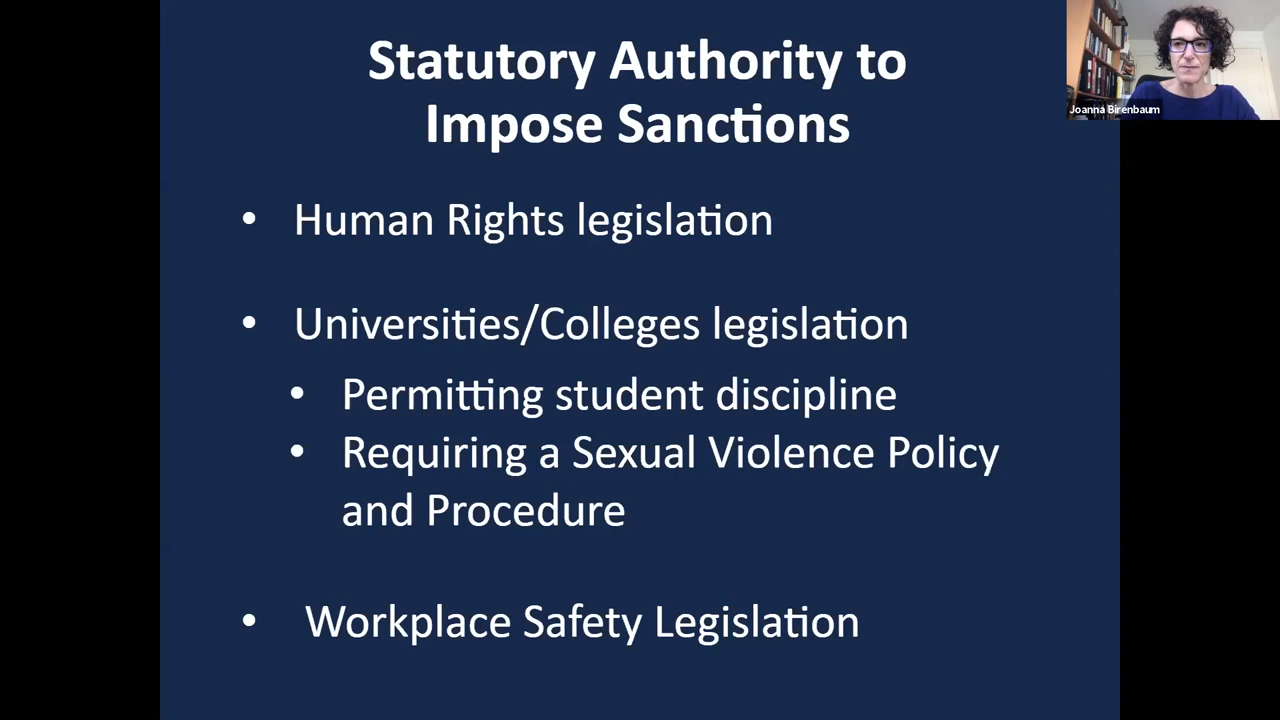 Statutory Authority to
Impose Sanctions
Joanna Birenbaum
• Human Rights legislation
• Universities/Colleges legislation
• Permitting student discipline
• Requiring a Sexual Violence Policy
and Procedure
• Workplace Safety Legislation